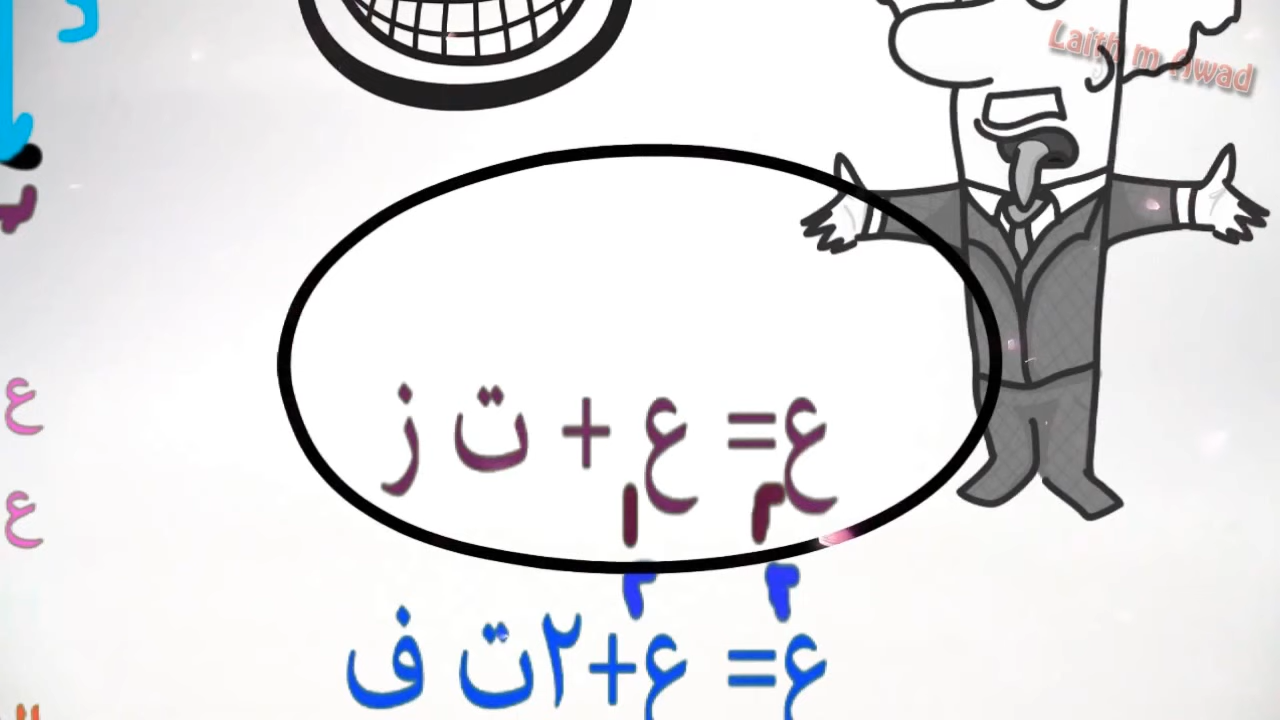 Laith m Awad
ع٢ = ع١ + ت ز
ع٢ = ع٢ + ٢ت ف
ع
ع